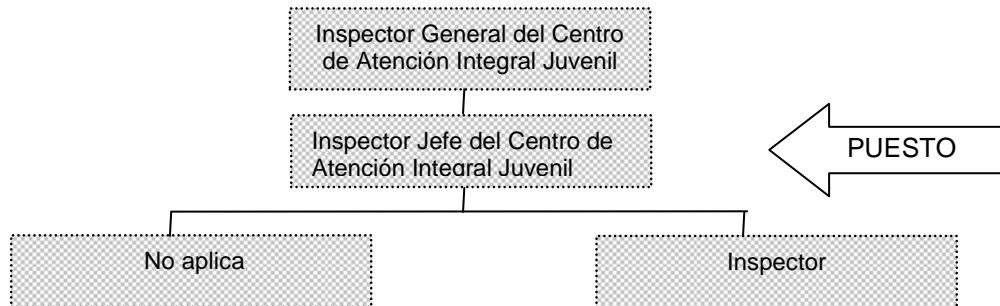 Inspector General del Centro
de Atención Integral Juvenil
Inspector Jefe del Centro de
Atención Integral Juvenil
PUESTO
No aplica
Inspector